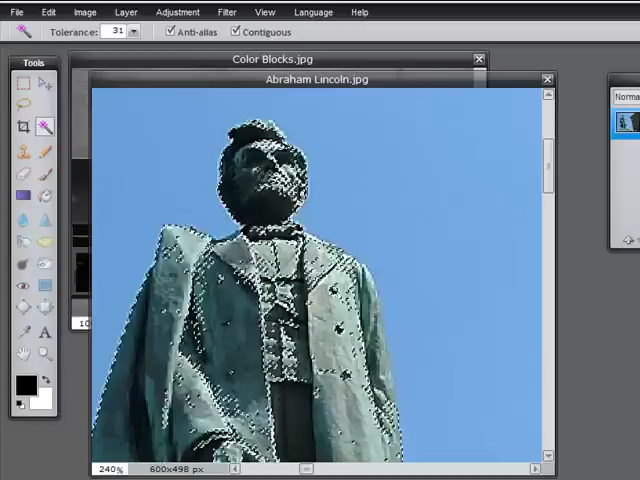 File Edit Image Layer Adjustment Filter View Language Help
Tolerance: 31 Anti-alias Contiguous
Tools
Color Blocks.jpg
Abraham Lincoln.jpg
Norma
A
10
240% 600x498 px